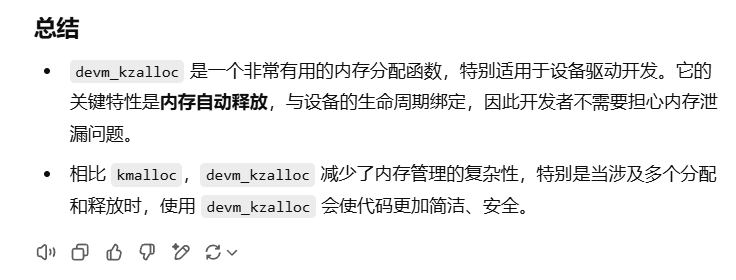 总结
devm_kzalloc 是一个非常有用的内存分配函数，特别适用于设备驱动开发。它的
关键特性是内存自动释放，与设备的生命周期绑定，因此开发者不需要担心内存泄
漏问题。
相比 kmalloc，devm_kzalloc 减少了内存管理的复杂性，特别是当涉及多个分配
和释放时，使用 devm_kzalloc 会使代码更加简洁、安全。